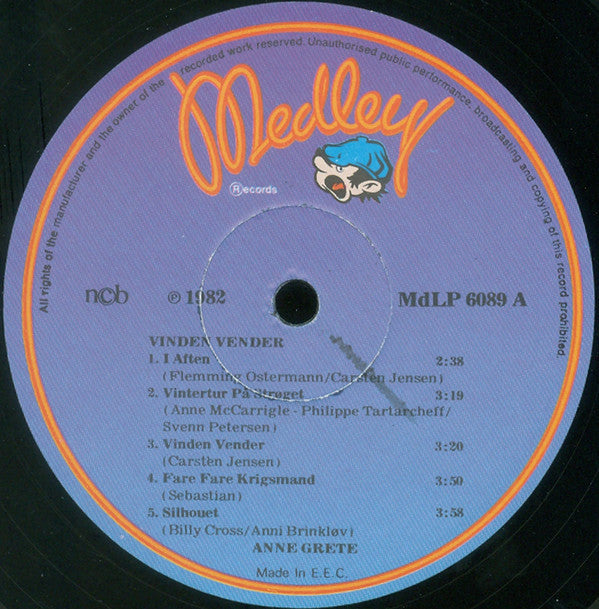 All rights of the manufacturer and the owner of the recorded work reserved. Unauthorised public performance, broadcasting and copying of this record prohibited.
Medley
Records
ncb
℗ 1982
MdLP 6089 A
VINDEN VENDER
1. I Aften 2:38
(Flemming Ostermann/Carsten Jensen)
2. Vintertur På Strøget 3:19
(Anne McCarrigle - Philippe Tartarcheff/
Svenn Petersen)
3. Vinden Vender 3:20
(Carsten Jensen)
4. Fare Fare Krigsmand 3:50
(Sebastian)
5. Silhouet 3:58
(Billy Cross/Anni Brinkløv)
ANNE GRETE
Made In E.E.C.